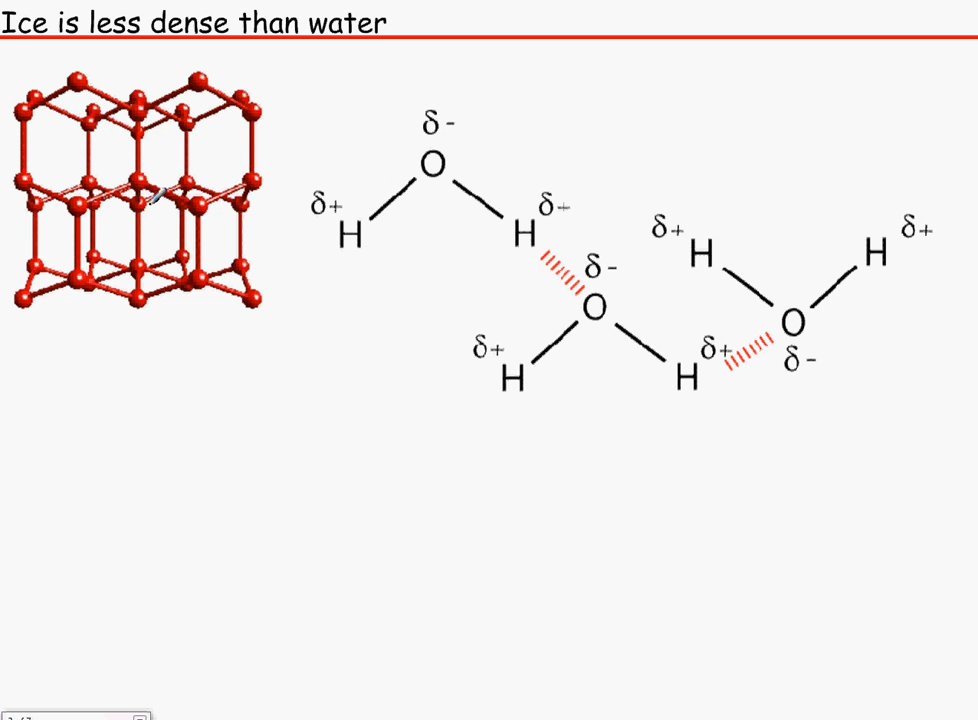 Ice is less dense than water
δ -
O
δ+ H
H δ+
δ -
O
δ+ H
H δ+
δ+ H
H δ+
O
δ -